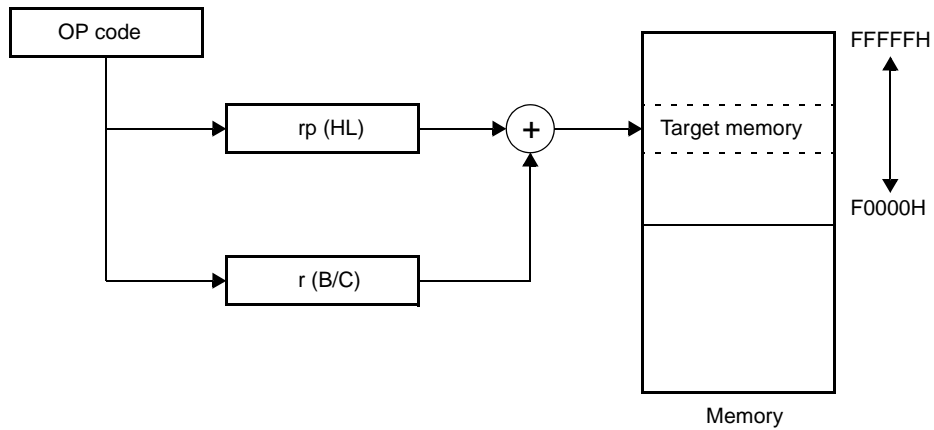 OP code
FFFFFH
rp (HL)
+
Target memory
F0000H
r (B/C)
Memory